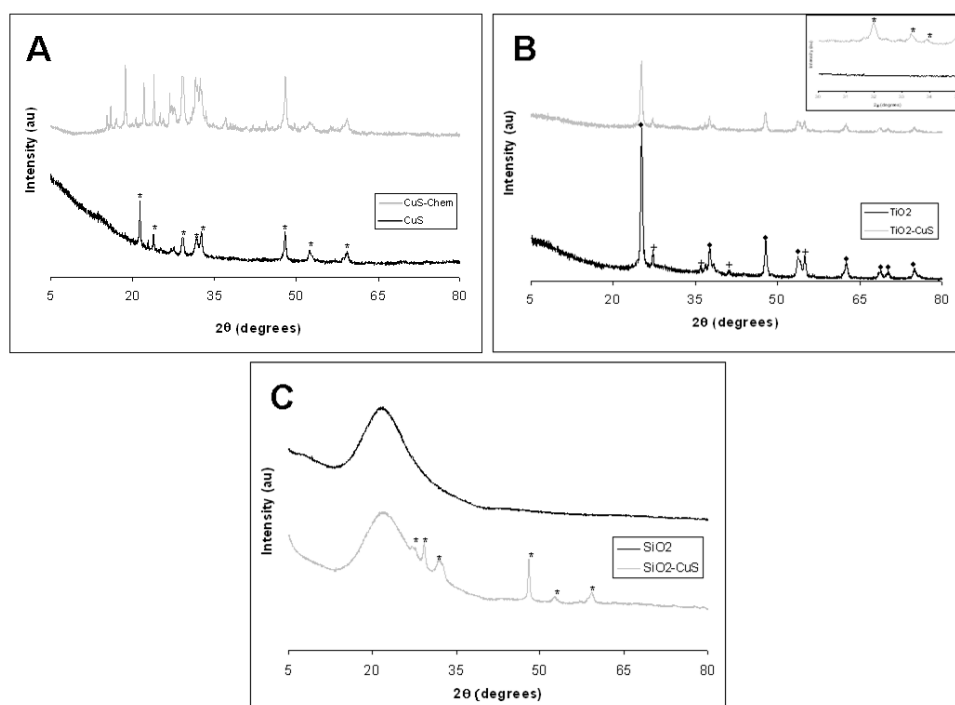 A
Intensity (au)
* * * * * * * *
CuS-Chem
CuS
5 20 35 50 65 80
2θ (degrees)
B
Intensity (au)
* * *
2θ (degrees)
TiO2
TiO2-CuS
5 20 35 50 65 80
2θ (degrees)
C
Intensity (au)
* * * * * *
SiO2
SiO2-CuS
5 20 35 50 65 80
2θ (degrees)